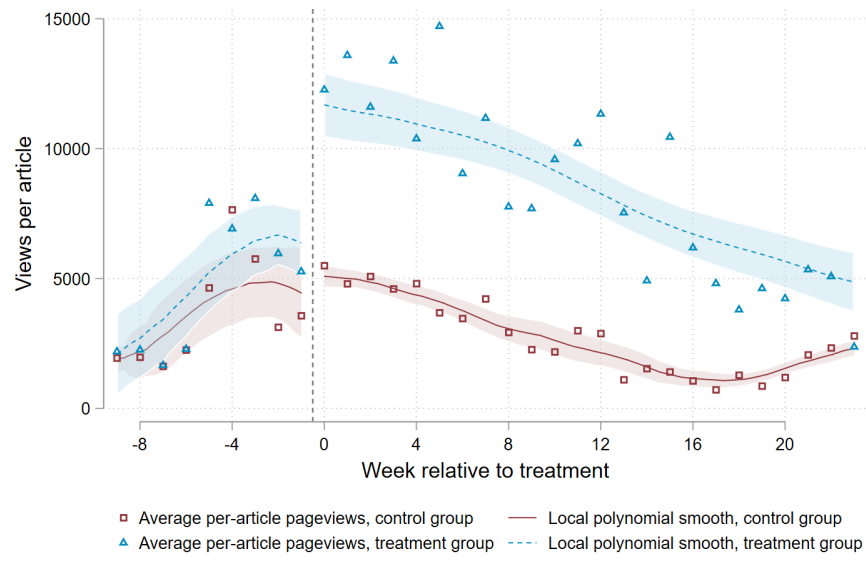 15000
10000
5000
0
Views per article
-8 -4 0 4 8 12 16 20
Week relative to treatment
Average per-article pageviews, control group
Local polynomial smooth, control group
Average per-article pageviews, treatment group
Local polynomial smooth, treatment group